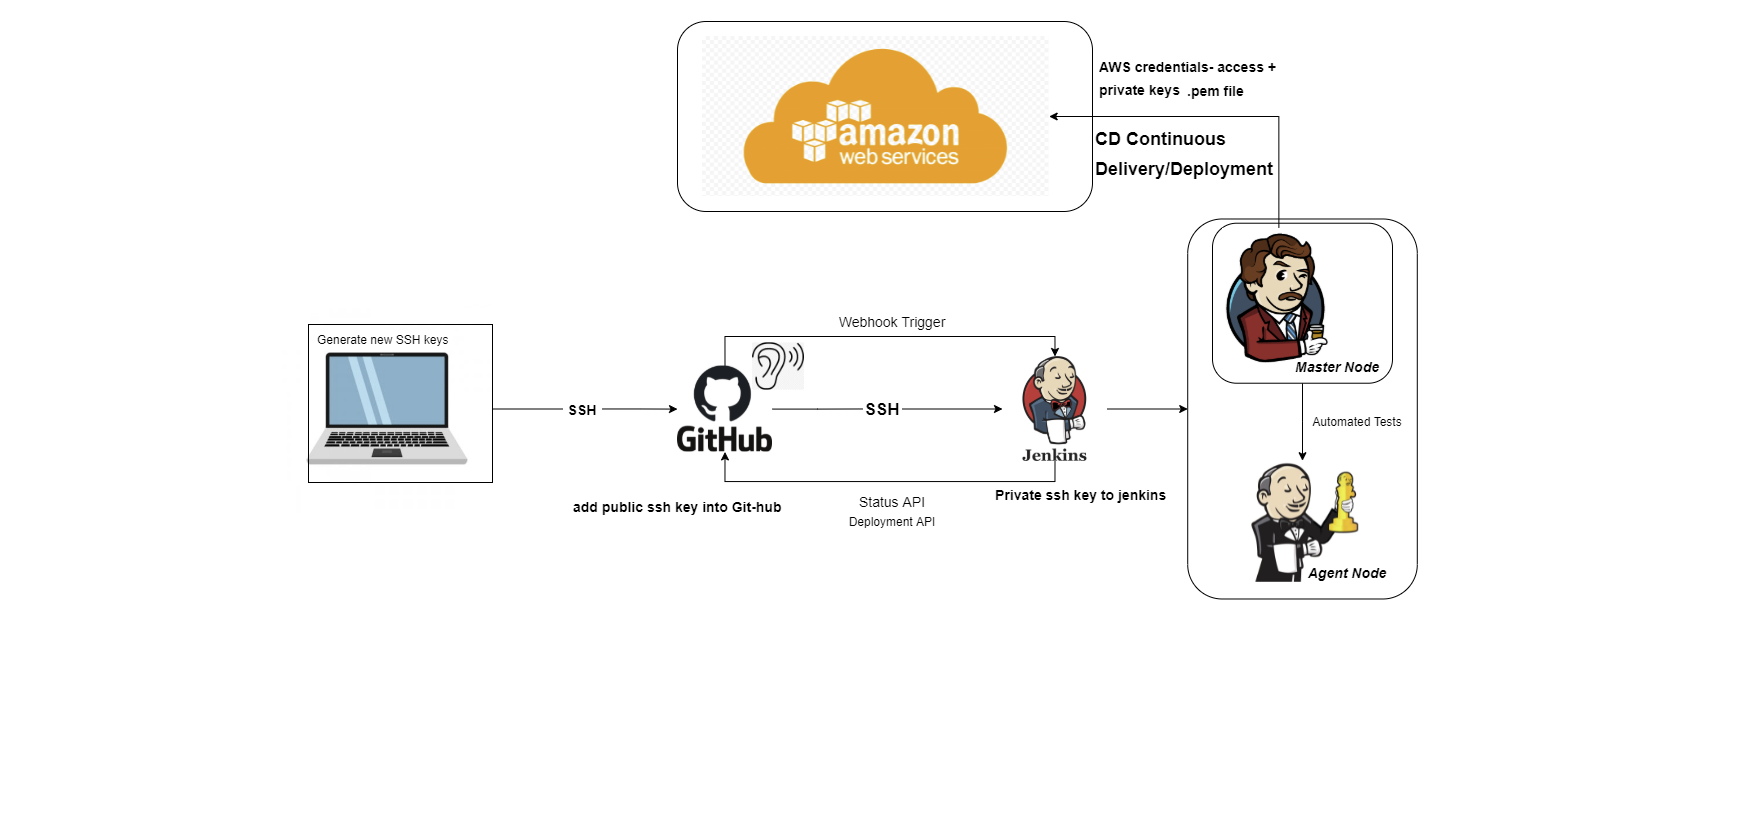 amazon
web services
AWS credentials- access +
private keys .pem file
CD Continuous
Delivery/Deployment
Master Node
Automated Tests
Agent Node
Generate new SSH keys
SSH
GitHub
Webhook Trigger
SSH
Jenkins
add public ssh key into Git-hub
Status API
Deployment API
Private ssh key to jenkins